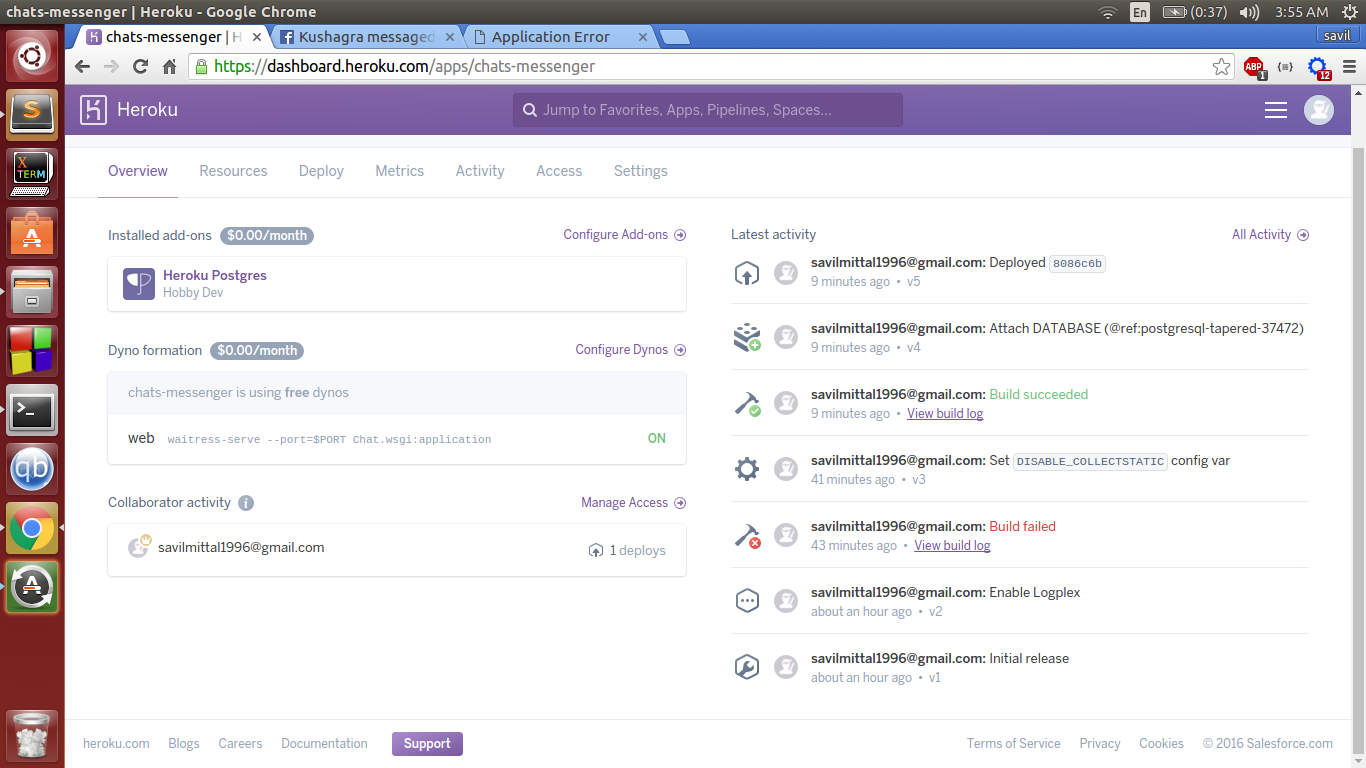 chats-messenger | Heroku - Google Chrome
En (0:37) 3:55 AM
chats-messenger | H Kushagra messaged Application Error savil
https://dashboard.heroku.com/apps/chats-messenger ABP 1 12
Heroku Jump to Favorites, Apps, Pipelines, Spaces...
Overview Resources Deploy Metrics Activity Access Settings
Installed add-ons $0.00/month Configure Add-ons
Heroku Postgres
Hobby Dev
Dyno formation $0.00/month Configure Dynos
chats-messenger is using free dynos
web waitress-serve --port=$PORT Chat.wsgi:application ON
Collaborator activity i Manage Access
savilmittal1996@gmail.com 1 deploys
Latest activity All Activity
savilmittal1996@gmail.com: Deployed 8086c6b
9 minutes ago • v5
savilmittal1996@gmail.com: Attach DATABASE (@ref:postgresql-tapered-37472)
9 minutes ago • v4
savilmittal1996@gmail.com: Build succeeded
9 minutes ago • View build log
savilmittal1996@gmail.com: Set DISABLE_COLLECTSTATIC config var
41 minutes ago • v3
savilmittal1996@gmail.com: Build failed
43 minutes ago • View build log
savilmittal1996@gmail.com: Enable Logplex
about an hour ago • v2
savilmittal1996@gmail.com: Initial release
about an hour ago • v1
heroku.com Blogs Careers Documentation Support Terms of Service Privacy Cookies © 2016 Salesforce.com
S
X
TERM
A
>_
qb
A